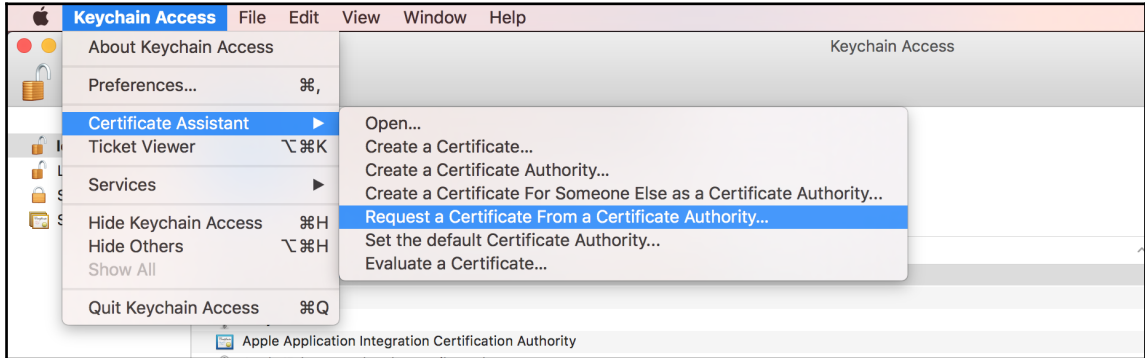 Keychain Access File Edit View Window Help
Keychain Access
About Keychain Access
Preferences... ⌘,
Certificate Assistant ▶
Ticket Viewer ⌥⌘K
Services ▶
Hide Keychain Access ⌘H
Hide Others ⌥⌘H
Show All
Quit Keychain Access ⌘Q
Open...
Create a Certificate...
Create a Certificate Authority...
Create a Certificate For Someone Else as a Certificate Authority...
Request a Certificate From a Certificate Authority...
Set the default Certificate Authority...
Evaluate a Certificate...
Apple Application Integration Certification Authority